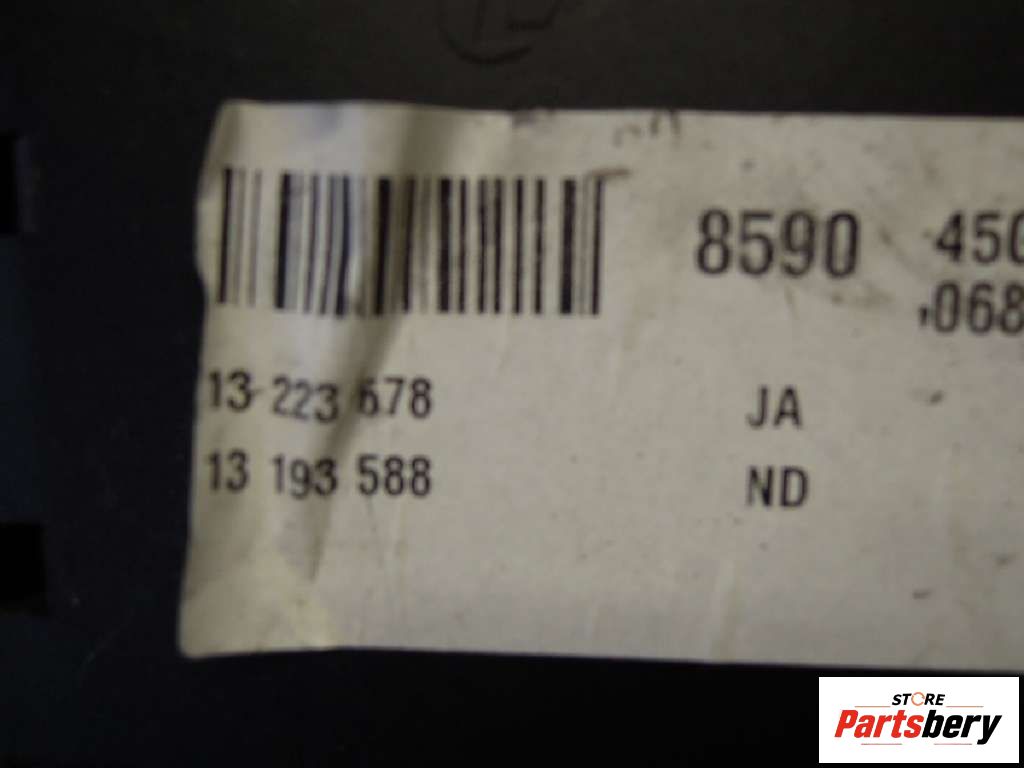 8590 450
,068
13 223 678 JA
13 193 588 ND
STORE
Partsbery